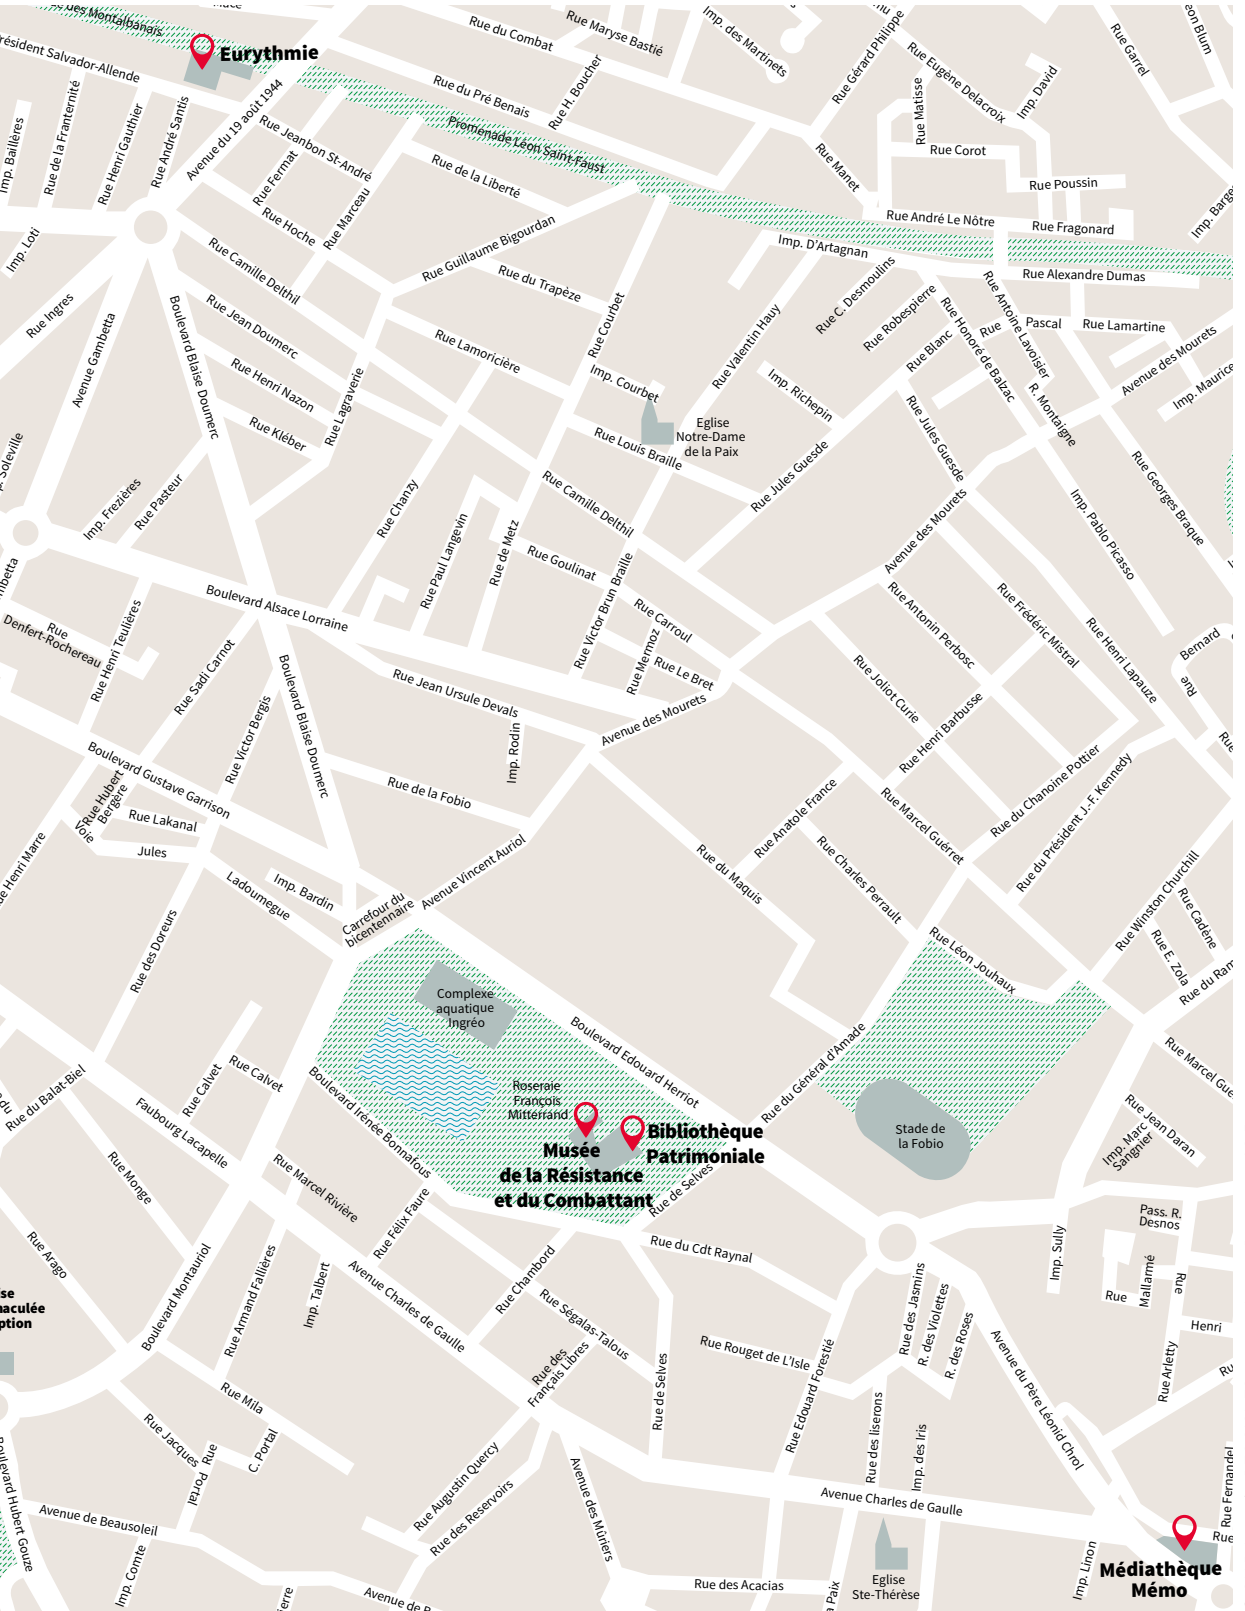 des Montalbanais
Président Salvador-Allende
Eurythmie
Rue du Combat
Rue Maryse Bastié
Imp. des Martinets
Rue Gérard Philippe
Rue Eugène Delacroix
Imp. David
Rue Garrel
Rue H. Boucher
Rue du Pré Benais
Promenade Léon Saint-Faust
Rue Matisse
Rue Corot
Rue Manet
Rue Poussin
Rue André Le Nôtre
Rue Fragonard
Imp. Baillères
Rue de la Franternité
Rue Henri Gauthier
Rue André Santis
Avenue du 19 août 1944
Rue Jeanbon St-André
Rue Fermat
Rue Hoche
Rue Marceau
Rue de la Liberté
Rue Guillaume Bigourdan
Rue du Trapèze
Imp. D'Artagnan
Rue Alexandre Dumas
Imp. Loti
Rue Ingres
Avenue Gambetta
Rue Camille Delthil
Rue Jean Doumerc
Rue Henri Nazon
Rue Kléber
Boulevard Blaise Doumerc
Rue Lagraverie
Rue Lamoricière
Rue Courbet
Imp. Courbet
Rue Valentin Hauy
Rue C. Desmoulins
Rue Robespierre
Rue Blanc
Rue Honoré de Balzac
Rue Antoine Lavoisier
Rue
Pascal
Rue Lamartine
Avenue des Mourets
Imp. Maurice
Imp. Richepin
R. Montaigne
Rue Jules Guesde
Eglise
Notre-Dame
de la Paix
Rue Louis Braille
Rue Jules Guesde
Rue Georges Braque
Imp. Pablo Picasso
Soleville
Imp. Frezières
Rue Pasteur
Rue Chanzy
Rue Paul Langevin
Rue de Metz
Rue Camille Delthil
Rue Goulinat
Rue Victor Brun Braille
Rue Carroul
Rue Mermoz
Rue Le Bret
Avenue des Mourets
Rue Antonin Perbosc
Rue Frédéric Mistral
Rue Henri Lapauze
Bernard
Rue
Rue
Denfert-Rochereau
Rue Henri Teulières
Boulevard Alsace Lorraine
Rue Sadi Carnot
Rue Victor Bergis
Boulevard Blaise Doumerc
Rue Jean Ursule Devals
Imp. Rodin
Avenue des Mourets
Rue Joliot Curie
Rue Henri Barbusse
Rue du Chanoine Pottier
Rue du Président J.-F. Kennedy
Boulevard Gustave Garrison
Rue Hubert
Bergère
Rue Lakanal
Voie
Jules
Ladoumegue
Imp. Bardin
Rue de la Fobio
Avenue Vincent Auriol
Carrefour du
bicentennaire
Rue du Maquis
Rue Anatole France
Rue Charles Perrault
Rue Marcel Guérret
Rue Léon Jouhaux
Rue Winston Churchill
Rue Cadène
Rue E. Zola
Rue Henri Marre
Rue des Doreurs
Complexe
aquatique
Ingréo
Boulevard Edouard Herriot
Rue du Général d'Amade
Roseraie
François
Mitterrand
Musée
de la Résistance
et du Combattant
Bibliothèque
Patrimoniale
Stade de
la Fobio
Rue Jean Daran
Imp. Marc
Sangnier
Rue du Balat-Biel
Rue Calvet
Rue Calvet
Faubourg Lacapelle
Boulevard Irénée Bonnafous
Rue Monge
Rue Marcel Rivière
Rue Félix Faure
Rue de Selves
Rue du Cdt Raynal
Rue Arago
Boulevard Montauriol
Rue Armand Fallières
Imp. Talbert
Avenue Charles de Gaulle
Rue Chambord
Rue Ségalas-Talous
Rue des
Français Libres
Rue de Selves
Rue Rouget de L'Isle
Rue Edouard Forestié
Rue des Jasmins
R. des Violettes
R. des Roses
Avenue du Père Léonid Chrol
Imp. Sully
Pass. R.
Desnos
Rue
Mallarmé
Rue
Henri
Rue Arletty
Rue Mila
Rue Jacques
C. Portal
Rue
Portal
Rue des liserons
Imp. des Iris
Avenue Charles de Gaulle
Rue Augustin Quercy
Rue des Reservoirs
Avenue des Mûriers
Boulevard Hubert Gouze
Avenue de Beausoleil
Imp. Comte
Rue des Acacias
Eglise
Ste-Thérèse
Imp. Linon
Rue Fernandel
Rue
Médiathèque
Mémo